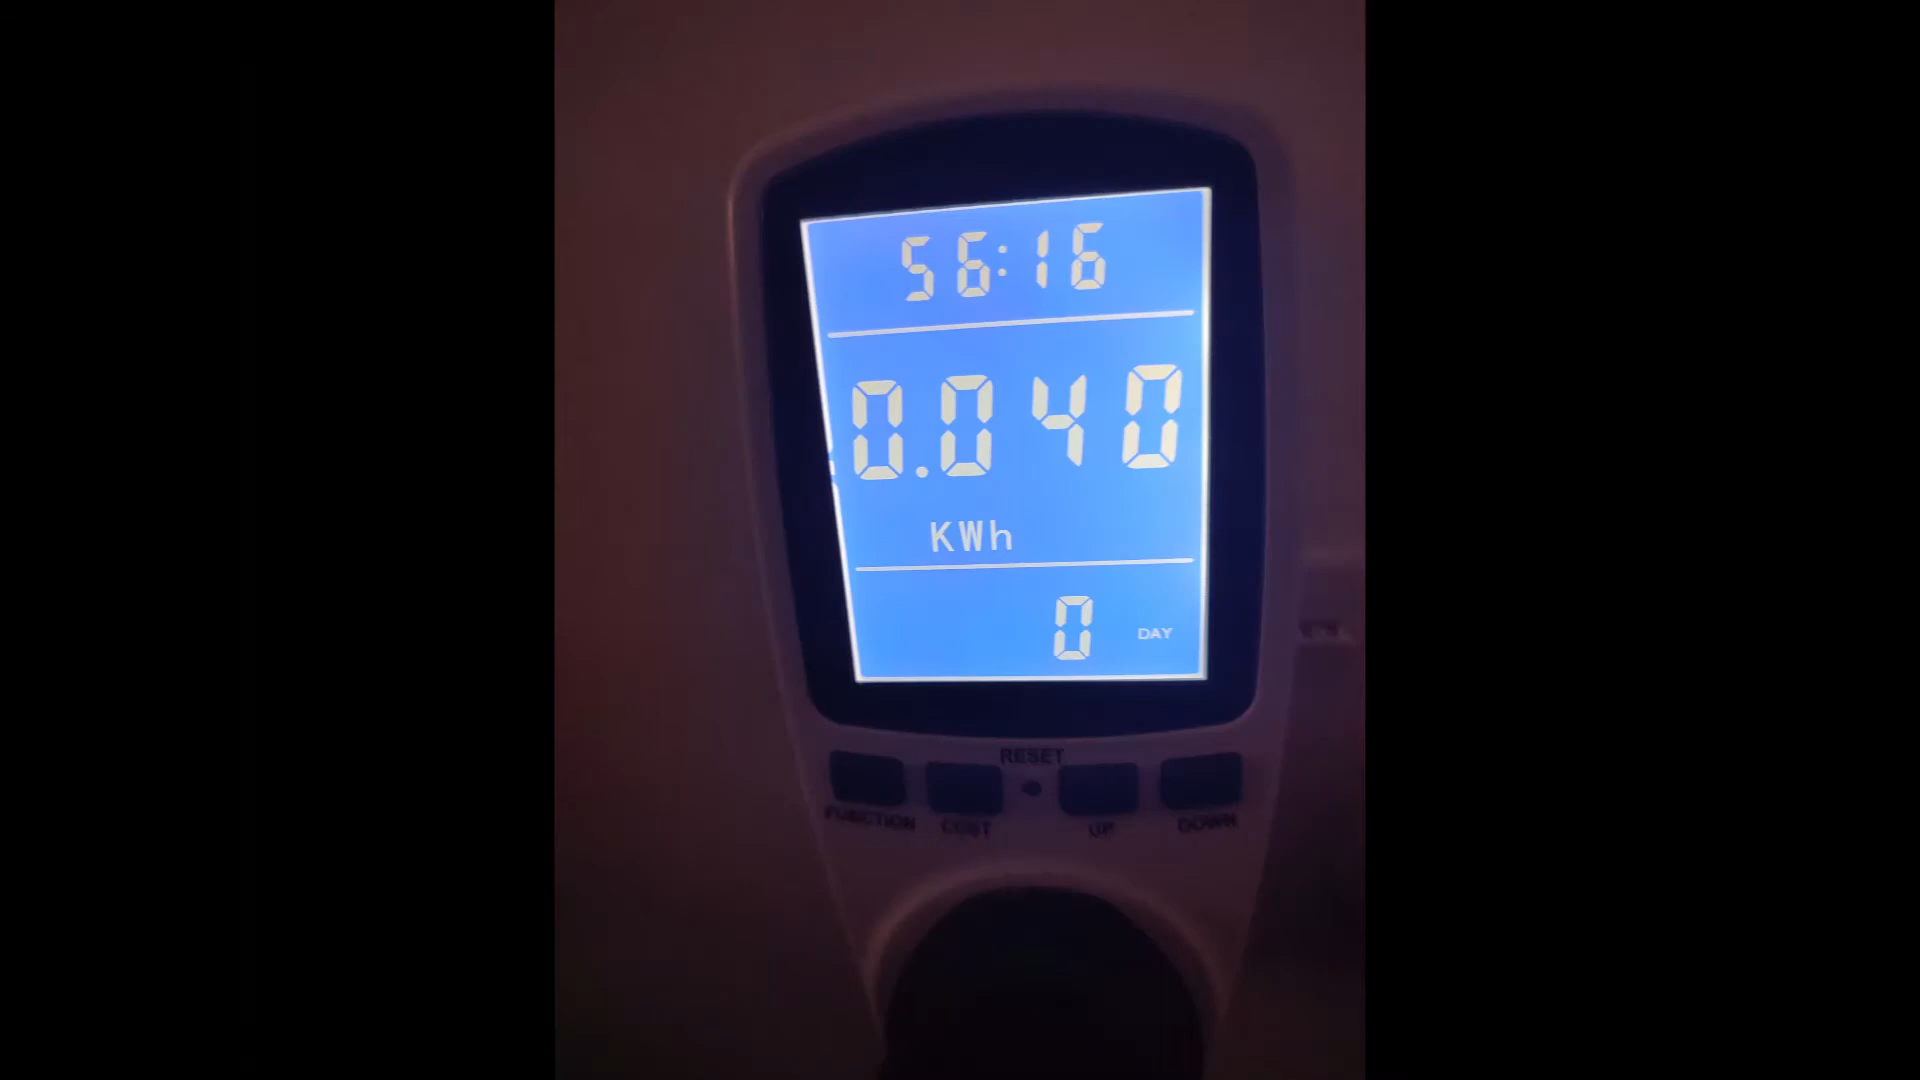 56:16
0.040
KWh
0 DAY
RESET
FUNCTION COST UP DOWN